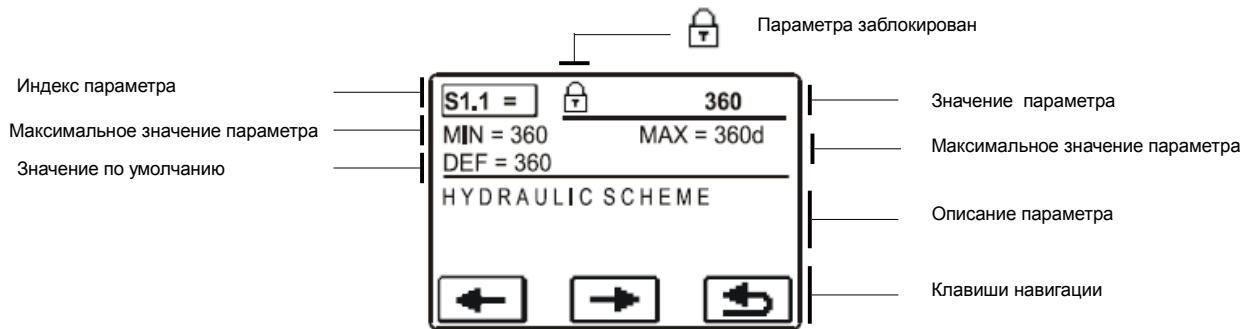 Параметра заблокирован
Индекс параметра
Максимальное значение параметра
Значение по умолчанию
S1.1 = 360
MIN = 360 MAX = 360d
DEF = 360
HYDRAULIC SCHEME
Значение параметра
Максимальное значение параметра
Описание параметра
Клавиши навигации